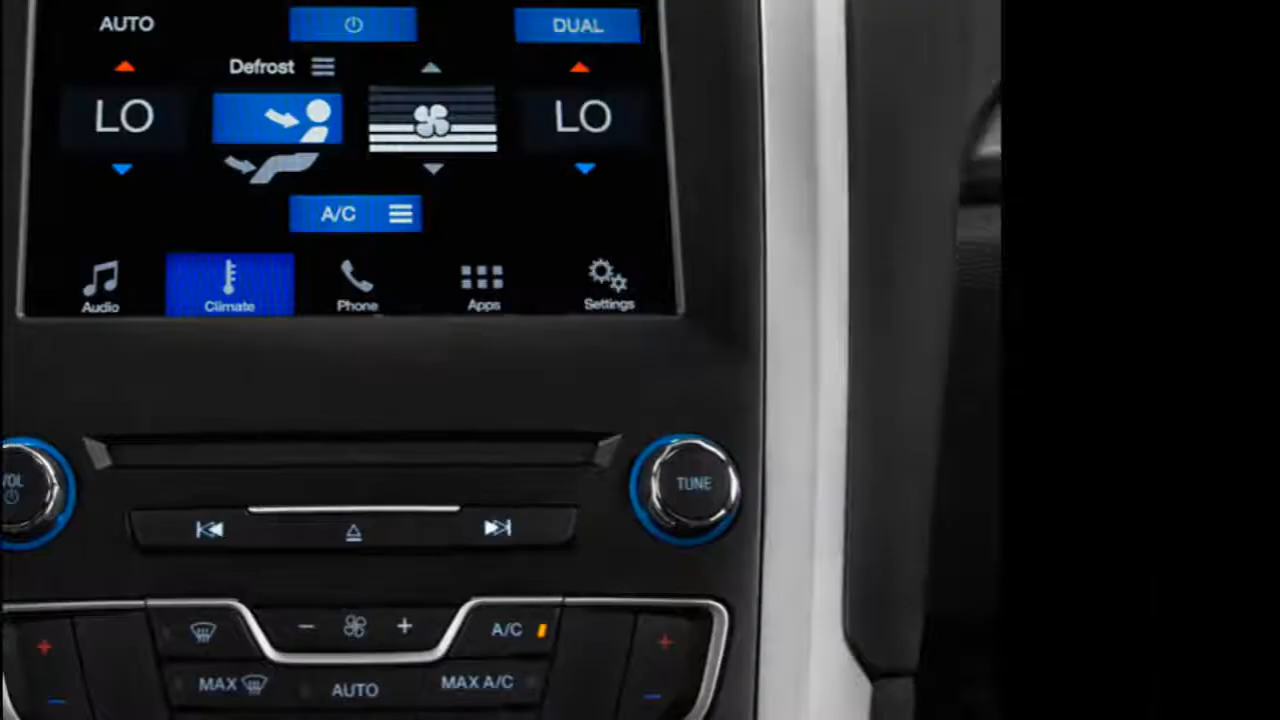 AUTO
DUAL
Defrost
LO
LO
A/C
Audio
Climate
Phone
Apps
Settings
VOL
TUNE
A/C
MAX
AUTO
MAX A/C